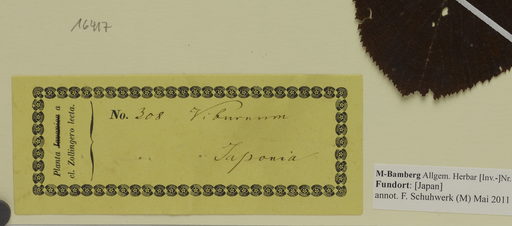 16417
Planta Javanica a
cl. Zollingero lecta.
No. 308 Viburnum
" " Japonia
M-Bamberg Allgem. Herbar [Inv.-]Nr.
Fundort: [Japan]
annot. F. Schuhwerk (M) Mai 2011